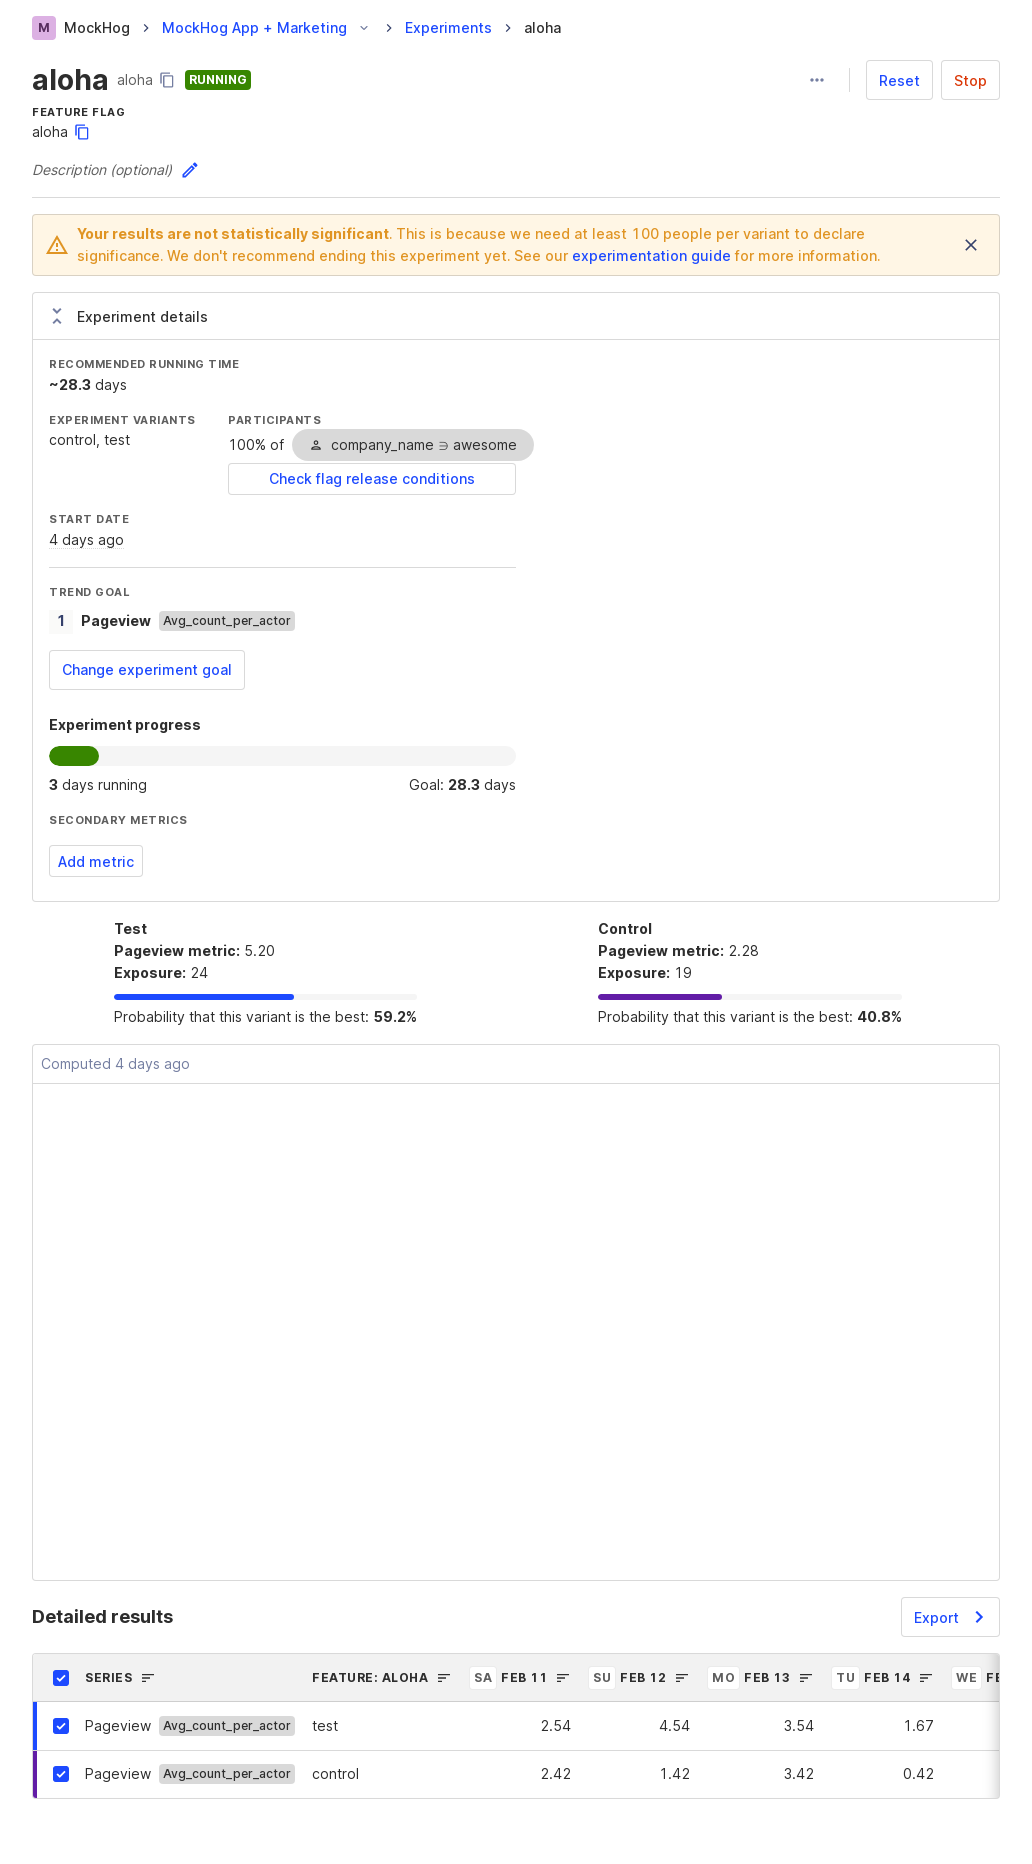 M MockHog > MockHog App + Marketing > Experiments > aloha
aloha aloha RUNNING
Reset Stop
FEATURE FLAG
aloha
Description (optional)
Your results are not statistically significant. This is because we need at least 100 people per variant to declare
significance. We don't recommend ending this experiment yet. See our experimentation guide for more information.
Experiment details
RECOMMENDED RUNNING TIME
~28.3 days
EXPERIMENT VARIANTS
control, test
PARTICIPANTS
100% of company_name ∋ awesome
Check flag release conditions
START DATE
4 days ago
TREND GOAL
1 Pageview Avg_count_per_actor
Change experiment goal
Experiment progress
3 days running Goal: 28.3 days
SECONDARY METRICS
Add metric
Test
Pageview metric: 5.20
Exposure: 24
Probability that this variant is the best: 59.2%
Control
Pageview metric: 2.28
Exposure: 19
Probability that this variant is the best: 40.8%
Computed 4 days ago
Detailed results
Export
SERIES FEATURE: ALOHA SA FEB 11 SU FEB 12 MO FEB 13 TU FEB 14 WE
Pageview Avg_count_per_actor test 2.54 4.54 3.54 1.67
Pageview Avg_count_per_actor control 2.42 1.42 3.42 0.42